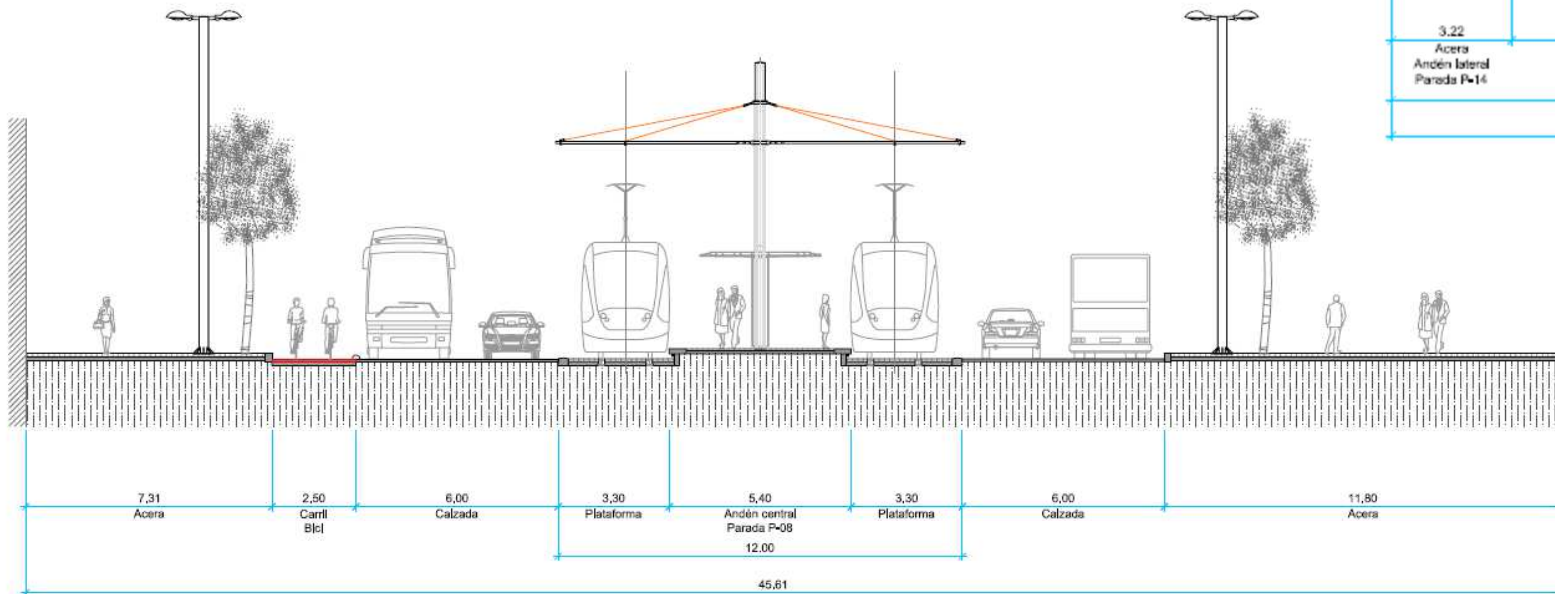 3.22
Acera
Andén lateral
Parada P-14
7,31
Acera
2,50
Carril
Bici
6,00
Calzada
3,30
Plataforma
5,40
Andén central
Parada P-08
3,30
Plataforma
6,00
Calzada
11,80
Acera
12.00
45,61